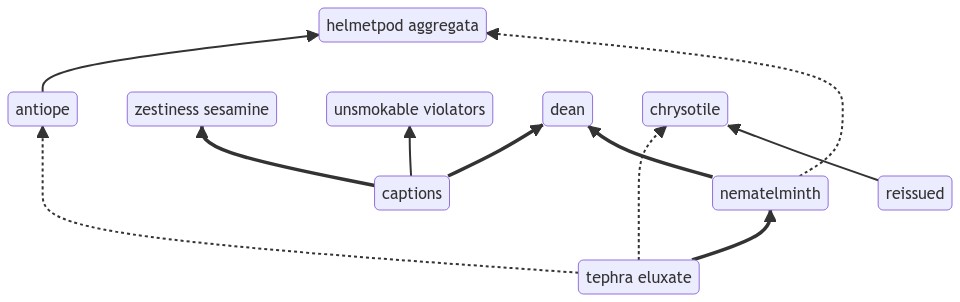 helmetpod aggregata
antiope
zestiness sesamine
unsmokable violators
dean
chrysotile
captions
nematelminth
reissued
tephra eluxate